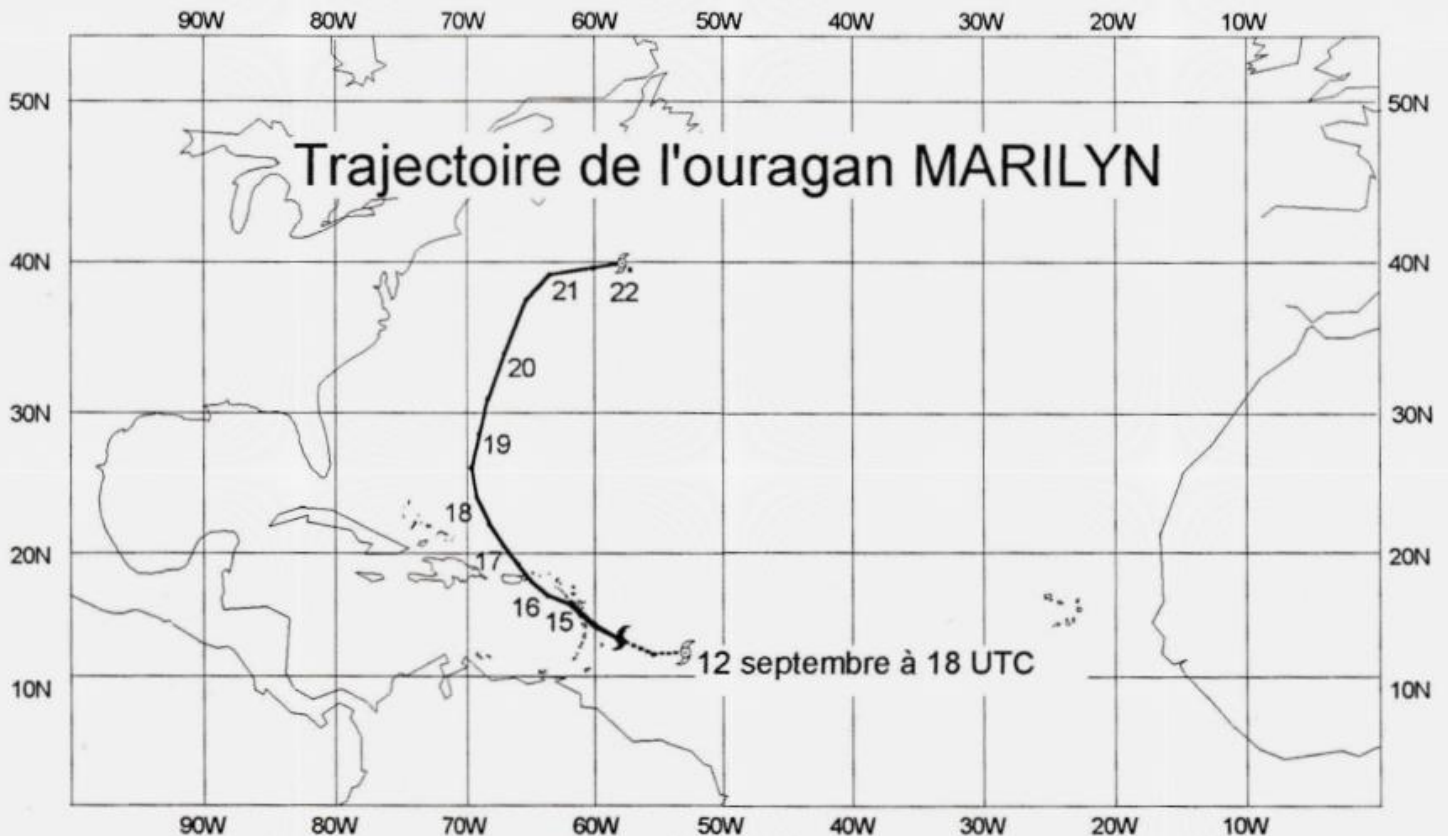 90W 80W 70W 60W 50W 40W 30W 20W 10W
50N 50N
Trajectoire de l'ouragan MARILYN
40N 40N
21 22
20
30N 30N
19
18
20N 20N
17
16
15
12 septembre à 18 UTC
10N 10N
90W 80W 70W 60W 50W 40W 30W 20W 10W